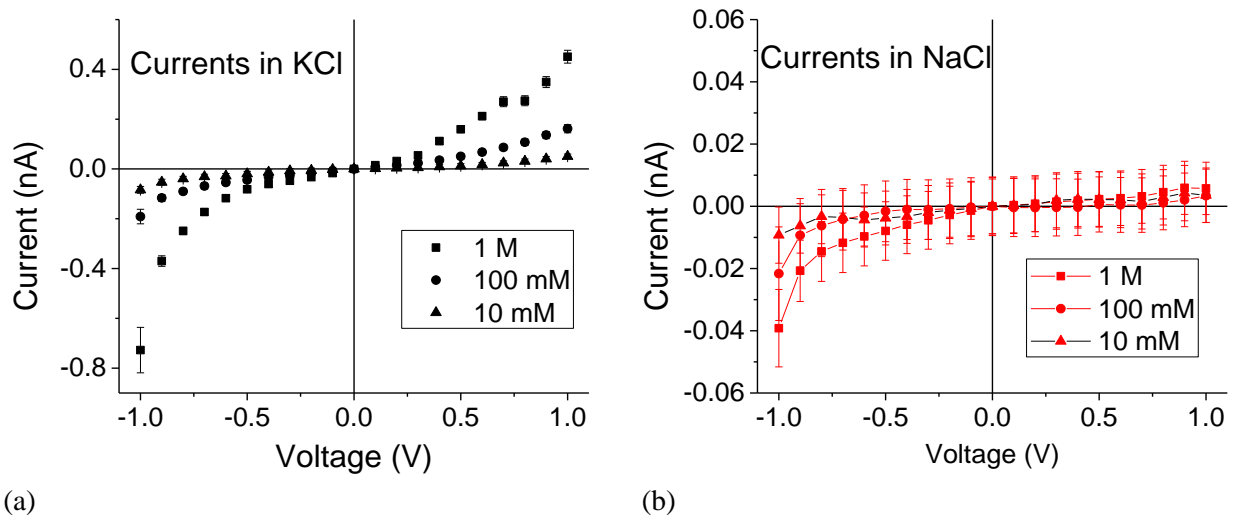 Currents in KCl
Current (nA)
0.4
0.0
-0.4
-0.8
1 M
100 mM
10 mM
-1.0 -0.5 0.0 0.5 1.0
Voltage (V)
(a)
Currents in NaCl
Current (nA)
0.06
0.04
0.02
0.00
-0.02
-0.04
-0.06
1 M
100 mM
10 mM
-1.0 -0.5 0.0 0.5 1.0
Voltage (V)
(b)